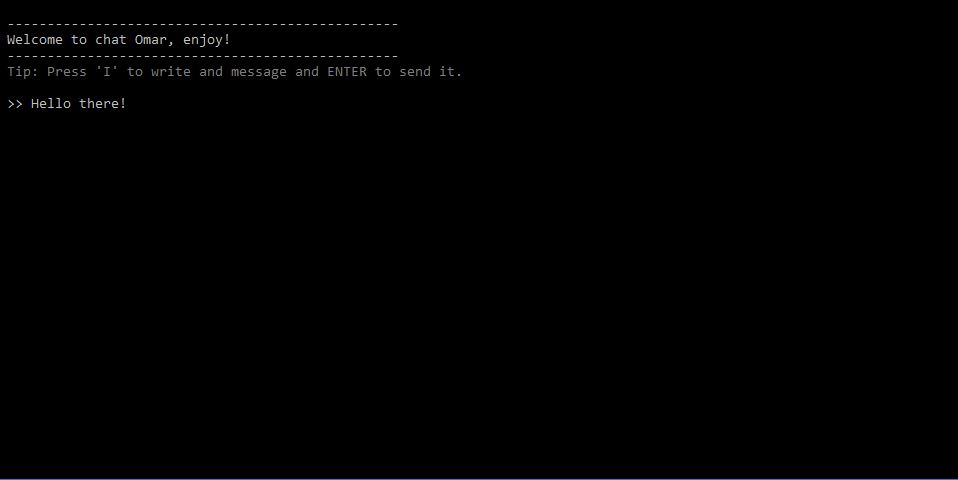 -------------------------------------------------
Welcome to chat Omar, enjoy!
-------------------------------------------------
Tip: Press 'I' to write and message and ENTER to send it.
>> Hello there!